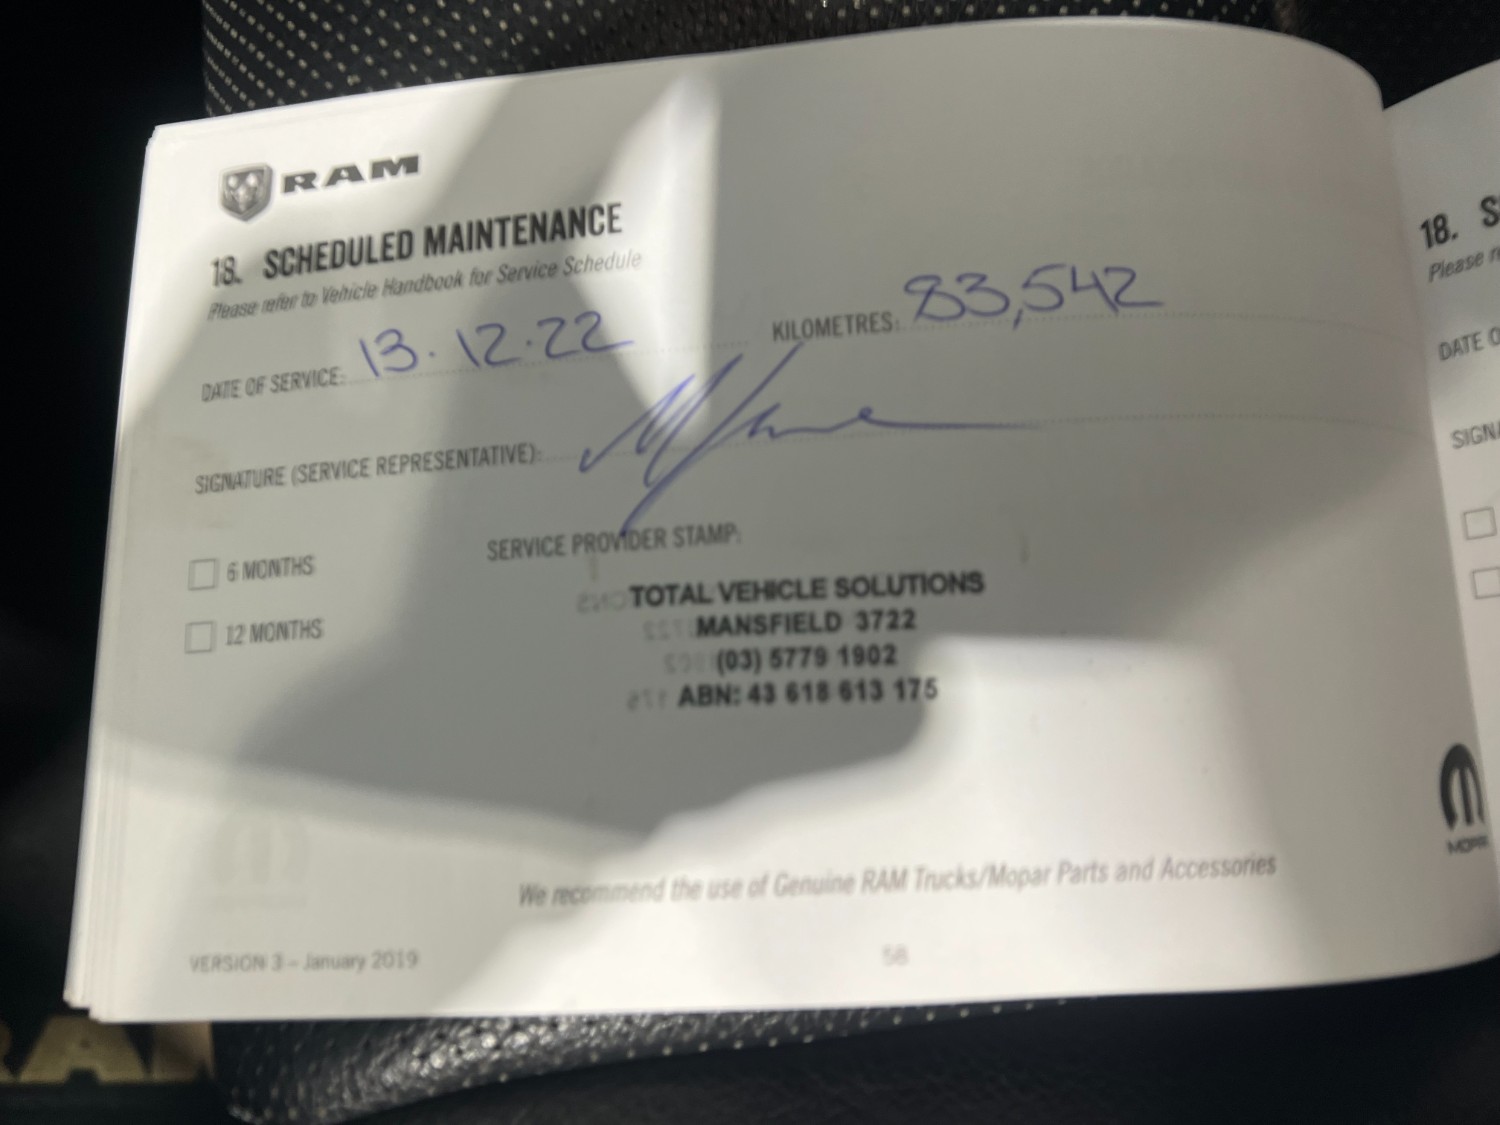 RAM
18. SCHEDULED MAINTENANCE
Please refer to Vehicle Handbook for Service Schedule
DATE OF SERVICE: 13.12.22
KILOMETRES: 83,542
SIGNATURE (SERVICE REPRESENTATIVE):
6 MONTHS
12 MONTHS
SERVICE PROVIDER STAMP:
TOTAL VEHICLE SOLUTIONS
MANSFIELD 3722
(03) 5779 1902
ABN: 43 618 613 175
We recommend the use of Genuine RAM Trucks/Mopar Parts and Accessories
VERSION 3 – January 2019
58
18. S
Please r
DATE O
SIGNA
MOPAR